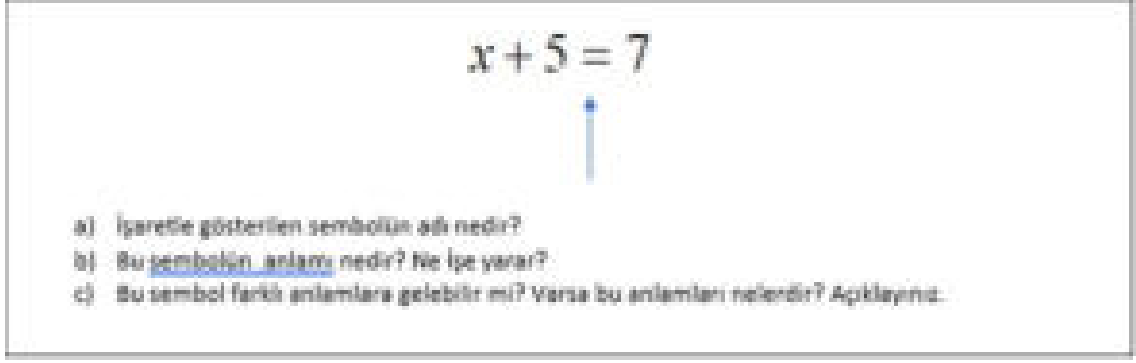 x + 5 = 7
a) İşaretle gösterilen sembolün adı nedir?
b) Bu sembolün anlamı nedir? Ne İşe yarar?
c) Bu sembol farklı anlamlara gelebilir mi? Varsa bu anlamları nelerdir? Açıklayınız.